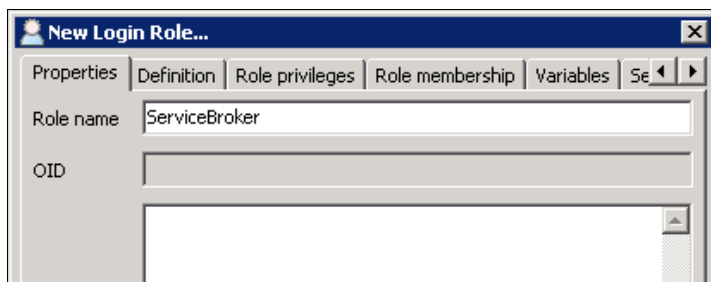 New Login Role...
Properties Definition Role privileges Role membership Variables Se
Role name ServiceBroker
OID